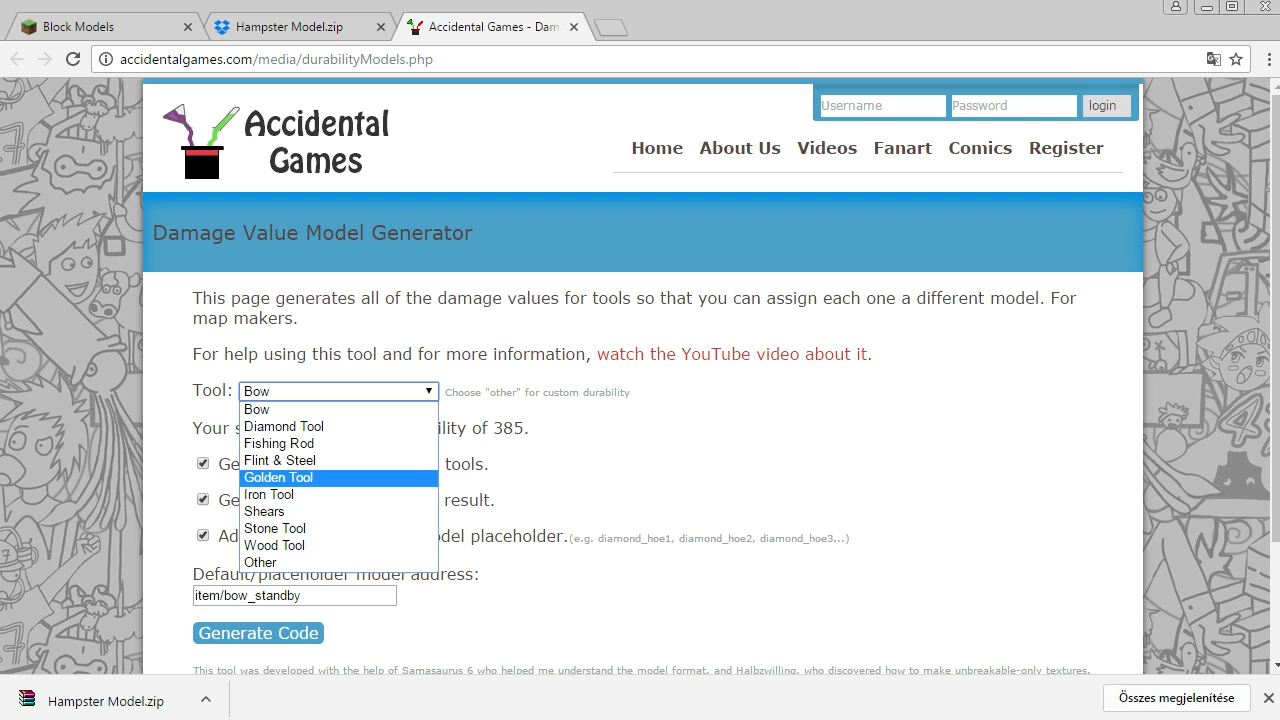 Block Models
Hampster Model.zip
Accidental Games - Dam
accidentalgames.com/media/durabilityModels.php
Username
Password
login
Accidental
Games
Home
About Us
Videos
Fanart
Comics
Register
Damage Value Model Generator
This page generates all of the damage values for tools so that you can assign each one a different model. For
map makers.
For help using this tool and for more information, watch the YouTube video about it.
Tool: Bow Choose "other" for custom durability
Bow
Diamond Tool
Fishing Rod
Flint & Steel
Golden Tool
Iron Tool
Shears
Stone Tool
Wood Tool
Other
Your s lity of 385.
Ge tools.
Ge result.
Ad del placeholder.(e.g. diamond_hoe1, diamond_hoe2, diamond_hoe3...)
Default/placeholder model address:
item/bow_standby
Generate Code
This tool was developed with the help of Samasaurus 6 who helped me understand the model format, and Halbzwilling, who discovered how to make unbreakable-only textures.
Hampster Model.zip
Összes megjelenítése